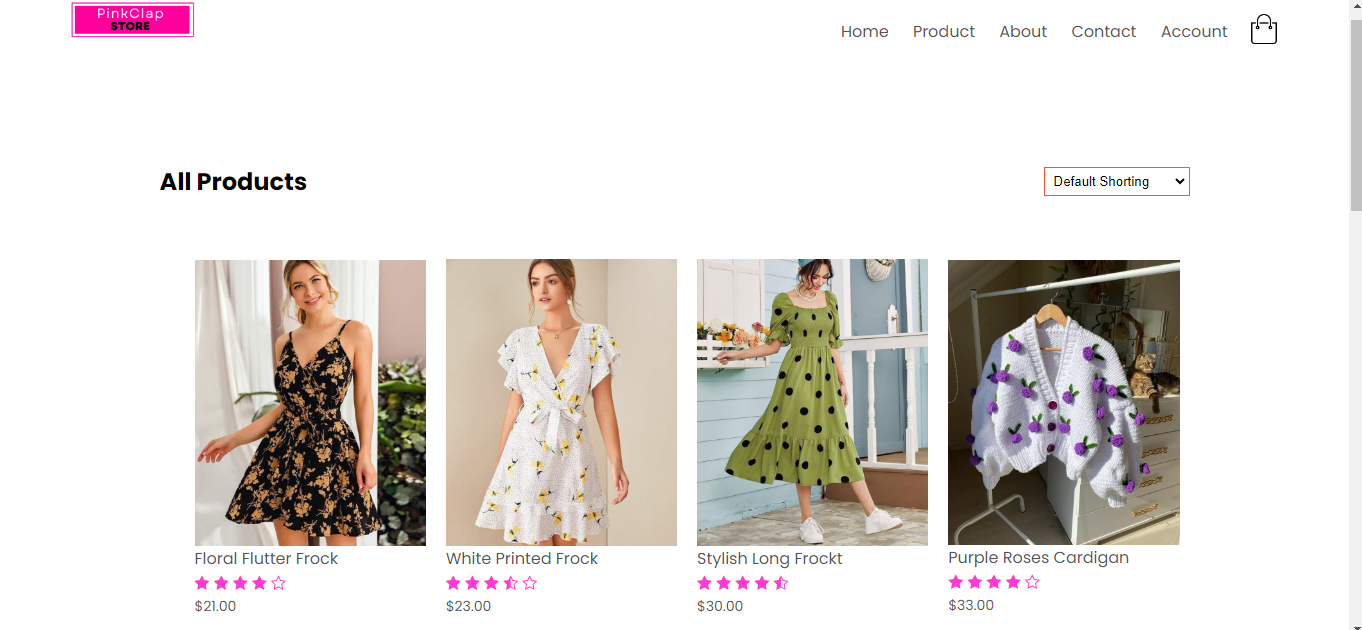 PinkClap
STORE
Home Product About Contact Account
All Products
Default Shorting
Floral Flutter Frock
$21.00
White Printed Frock
$23.00
Stylish Long Frockt
$30.00
Purple Roses Cardigan
$33.00